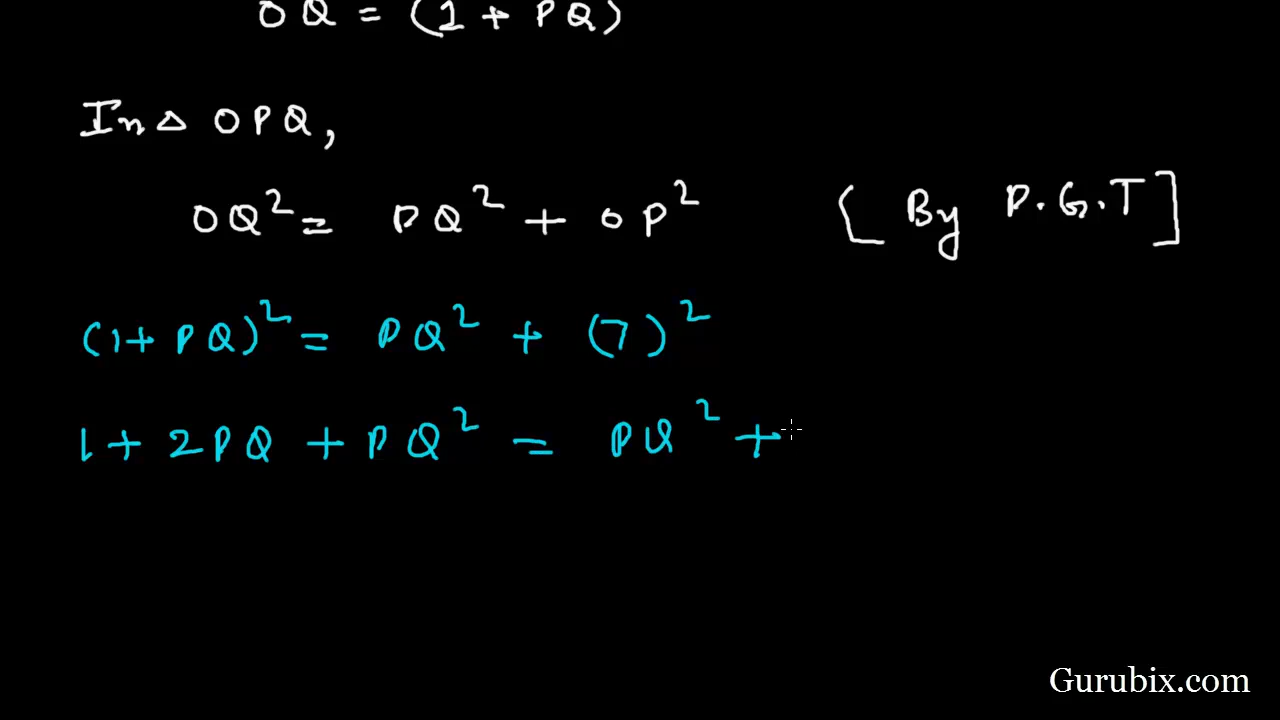 OQ = (1 + PQ)
In △ OPQ,
OQ² = PQ² + OP² [By P.G.T]
(1+PQ)² = PQ² + (7)²
1 + 2PQ + PQ² = PQ² +
Gurubix.com